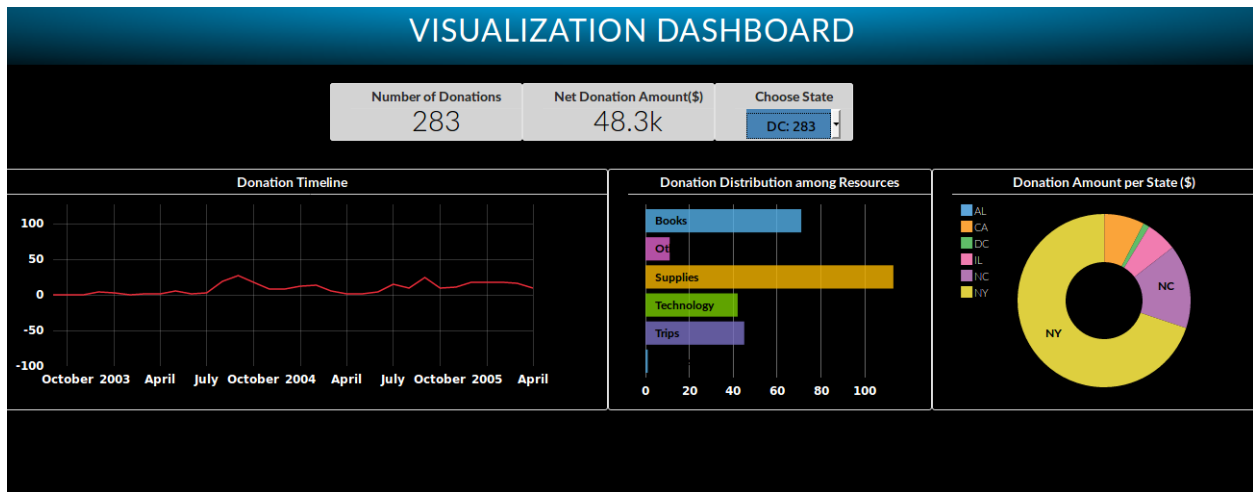 VISUALIZATION DASHBOARD
Number of Donations
283
Net Donation Amount($)
48.3k
Choose State
DC: 283
Donation Timeline
100
50
0
-50
-100
October 2003 April July October 2004 April July October 2005 April
Donation Distribution among Resources
Books
Ot
Supplies
Technology
Trips
0 20 40 60 80 100
Donation Amount per State ($)
AL
CA
DC
IL
NC
NY
NC
NY